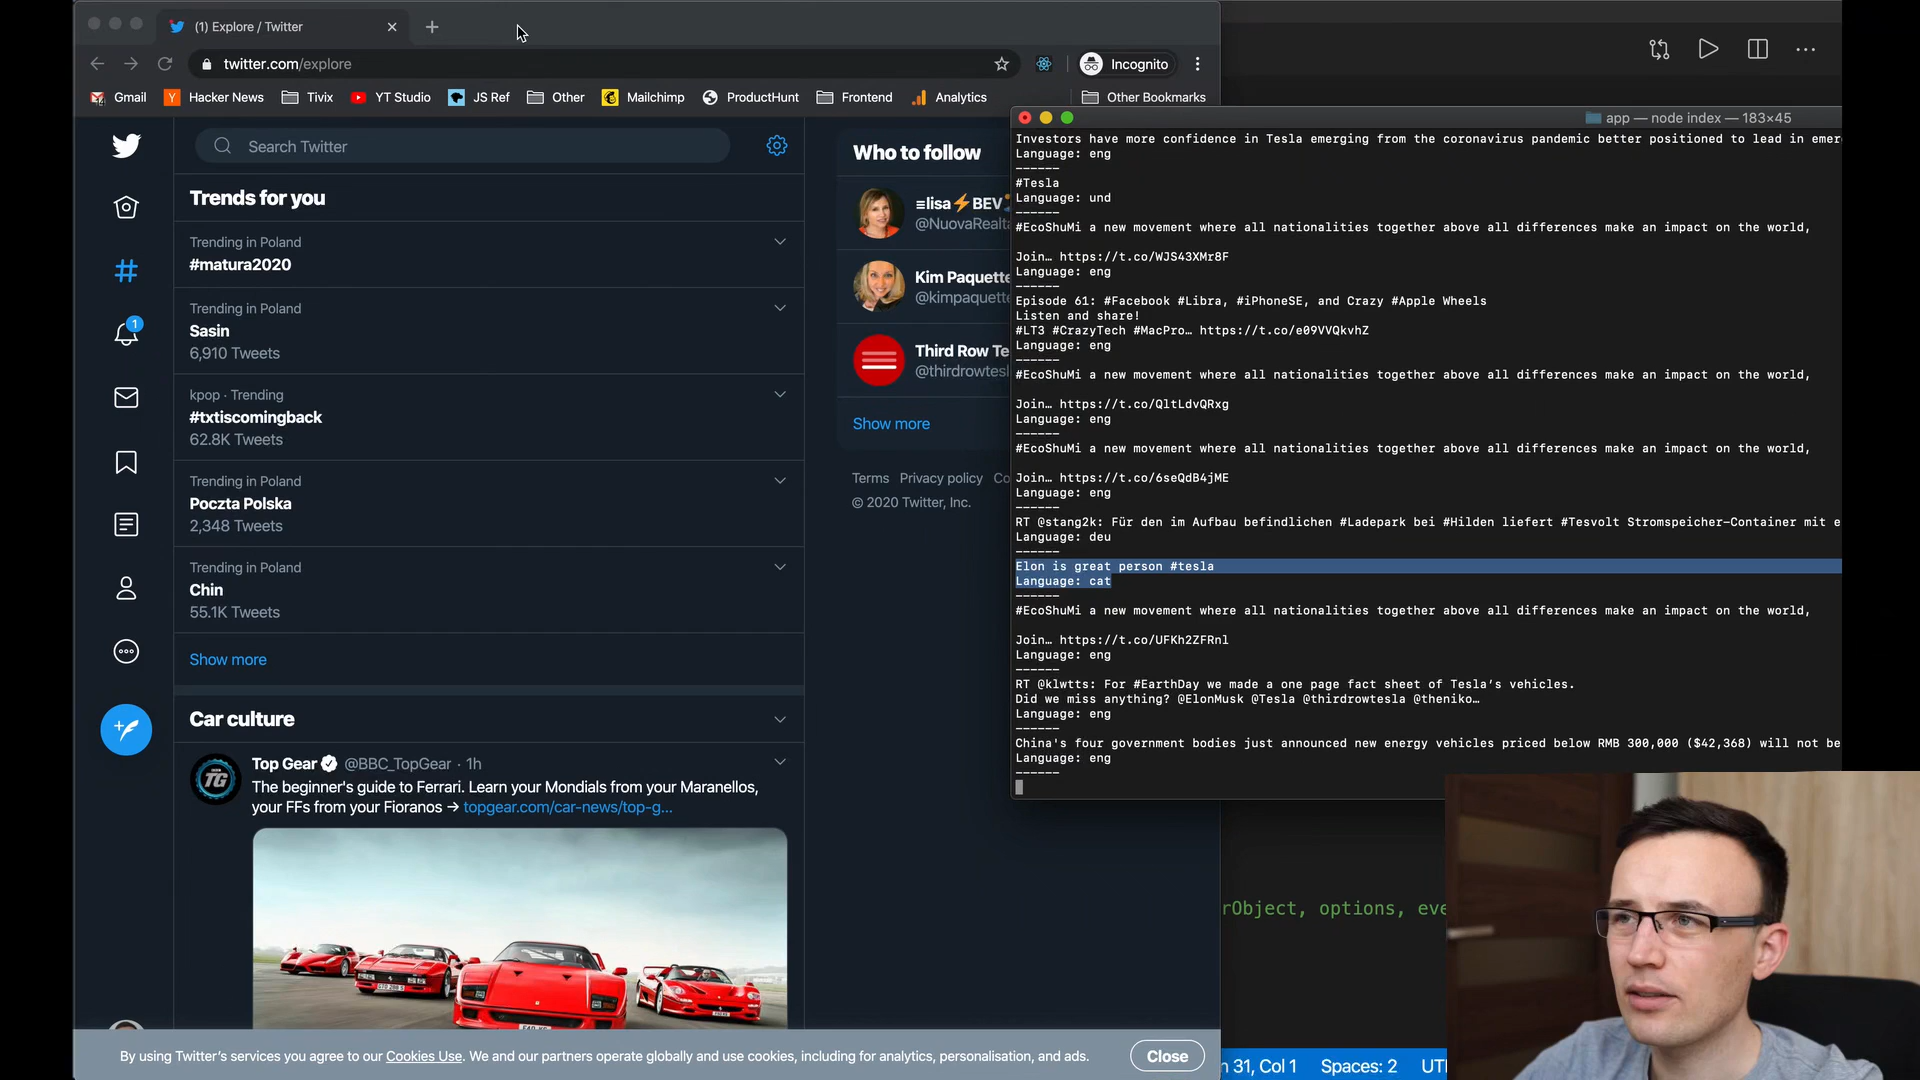 (1) Explore / Twitter
twitter.com/explore
Incognito
Gmail
Hacker News
Tivix
YT Studio
JS Ref
Other
Mailchimp
ProductHunt
Frontend
Analytics
Other Bookmarks
Search Twitter
Trends for you
Trending in Poland
#matura2020
Trending in Poland
Sasin
6,910 Tweets
kpop · Trending
#txtiscomingback
62.8K Tweets
Trending in Poland
Poczta Polska
2,348 Tweets
Trending in Poland
Chin
55.1K Tweets
Show more
Car culture
Top Gear @BBC_TopGear · 1h
The beginner's guide to Ferrari. Learn your Mondials from your Maranellos,
your FFs from your Fioranos → topgear.com/car-news/top-g…
1
Who to follow
≡lisa⚡BEV
@NuovaRealt
Kim Paquette
@kimpaquette
Third Row Te
@thirdrowtesl
Show more
Terms Privacy policy Co
© 2020 Twitter, Inc.
app — node index — 183×45
Investors have more confidence in Tesla emerging from the coronavirus pandemic better positioned to lead in emer
Language: eng
------
#Tesla
Language: und
------
#EcoShuMi a new movement where all nationalities together above all differences make an impact on the world,
Join… https://t.co/WJS43XMr8F
Language: eng
------
Episode 61: #Facebook #Libra, #iPhoneSE, and Crazy #Apple Wheels
Listen and share!
#LT3 #CrazyTech #MacPro… https://t.co/e09VVQkvhZ
Language: eng
------
#EcoShuMi a new movement where all nationalities together above all differences make an impact on the world,
Join… https://t.co/QltLdvQRxg
Language: eng
------
#EcoShuMi a new movement where all nationalities together above all differences make an impact on the world,
Join… https://t.co/6seQdB4jME
Language: eng
------
RT @stang2k: Für den im Aufbau befindlichen #Ladepark bei #Hilden liefert #Tesvolt Stromspeicher-Container mit e
Language: deu
------
Elon is great person #tesla
Language: cat
------
#EcoShuMi a new movement where all nationalities together above all differences make an impact on the world,
Join… https://t.co/UFKh2ZFRnl
Language: eng
------
RT @klwtts: For #EarthDay we made a one page fact sheet of Tesla's vehicles.
Did we miss anything? @ElonMusk @Tesla @thirdrowtesla @theniko…
Language: eng
------
China's four government bodies just announced new energy vehicles priced below RMB 300,000 ($42,368) will not be
Language: eng
------
rObject, options, eve
By using Twitter's services you agree to our Cookies Use. We and our partners operate globally and use cookies, including for analytics, personalisation, and ads.
Close
n 31, Col 1 Spaces: 2 UT